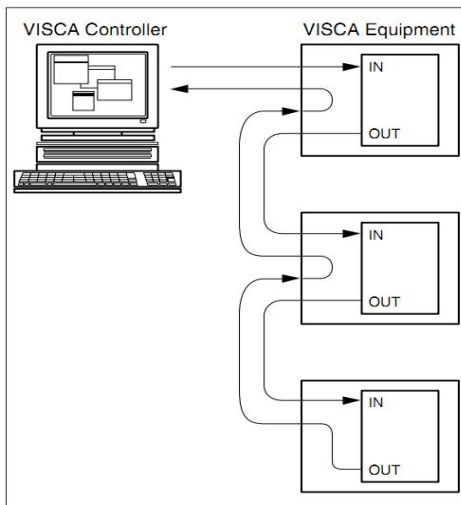 VISCA Controller
VISCA Equipment
IN
OUT
IN
OUT
IN
OUT